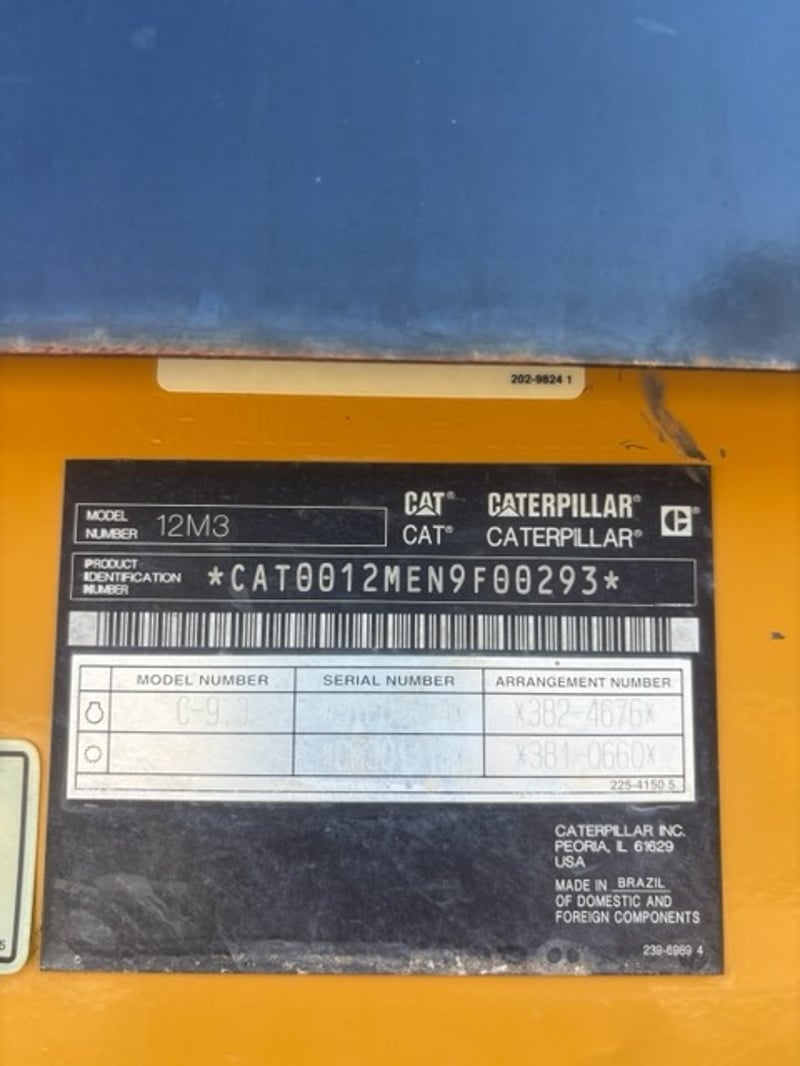 202-9824 1
MODEL NUMBER 12M3
CAT® CATERPILLAR®
CAT® CATERPILLAR®
PRODUCT IDENTIFICATION NUMBER *CAT0012MEN9F00293*
MODEL NUMBER SERIAL NUMBER ARRANGEMENT NUMBER
C-9.3 *382-4676*
*381-0660*
225-4150 5
CATERPILLAR INC.
PEORIA, IL 61629
USA
MADE IN BRAZIL
OF DOMESTIC AND
FOREIGN COMPONENTS
239-8989 4
5